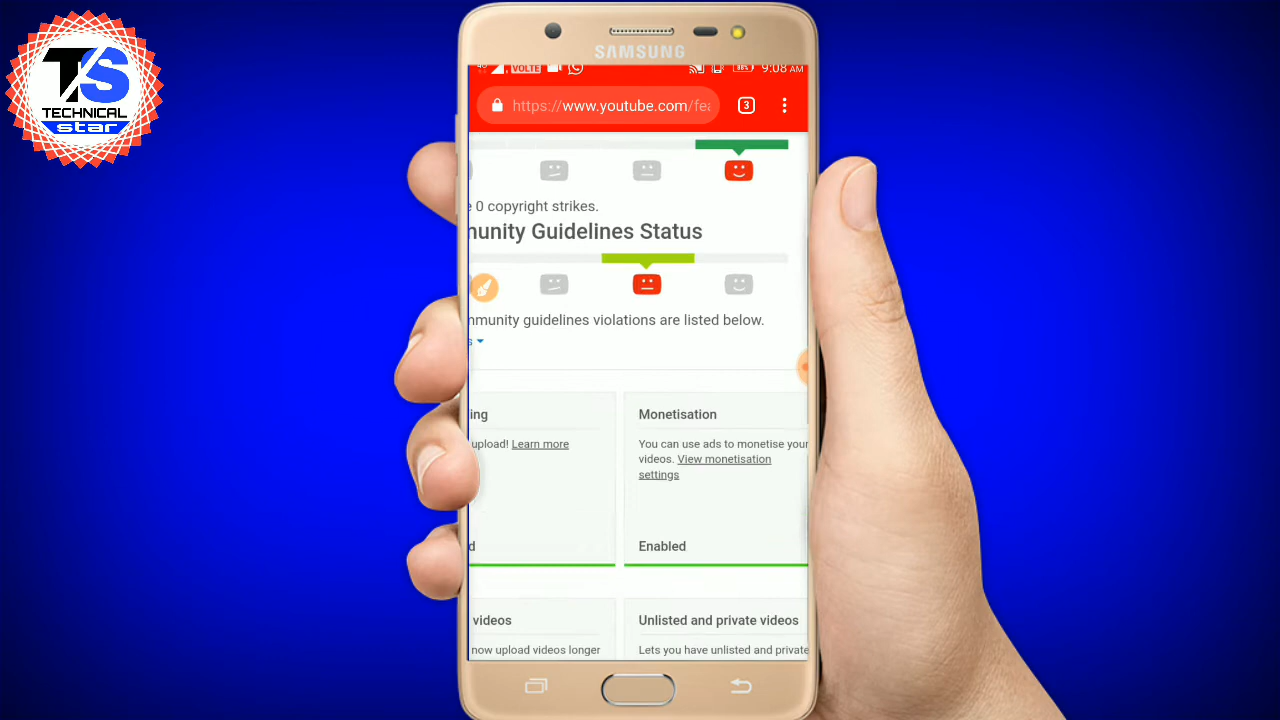 TS
TECHNICAL
star
SAMSUNG
VOLTE
98%
9:08 AM
https://www.youtube.com/fea
3
e 0 copyright strikes.
nunity Guidelines Status
nmunity guidelines violations are listed below.
s
ing
upload! Learn more
d
Monetisation
You can use ads to monetise your
videos. View monetisation
settings
Enabled
videos
now upload videos longer
Unlisted and private videos
Lets you have unlisted and private